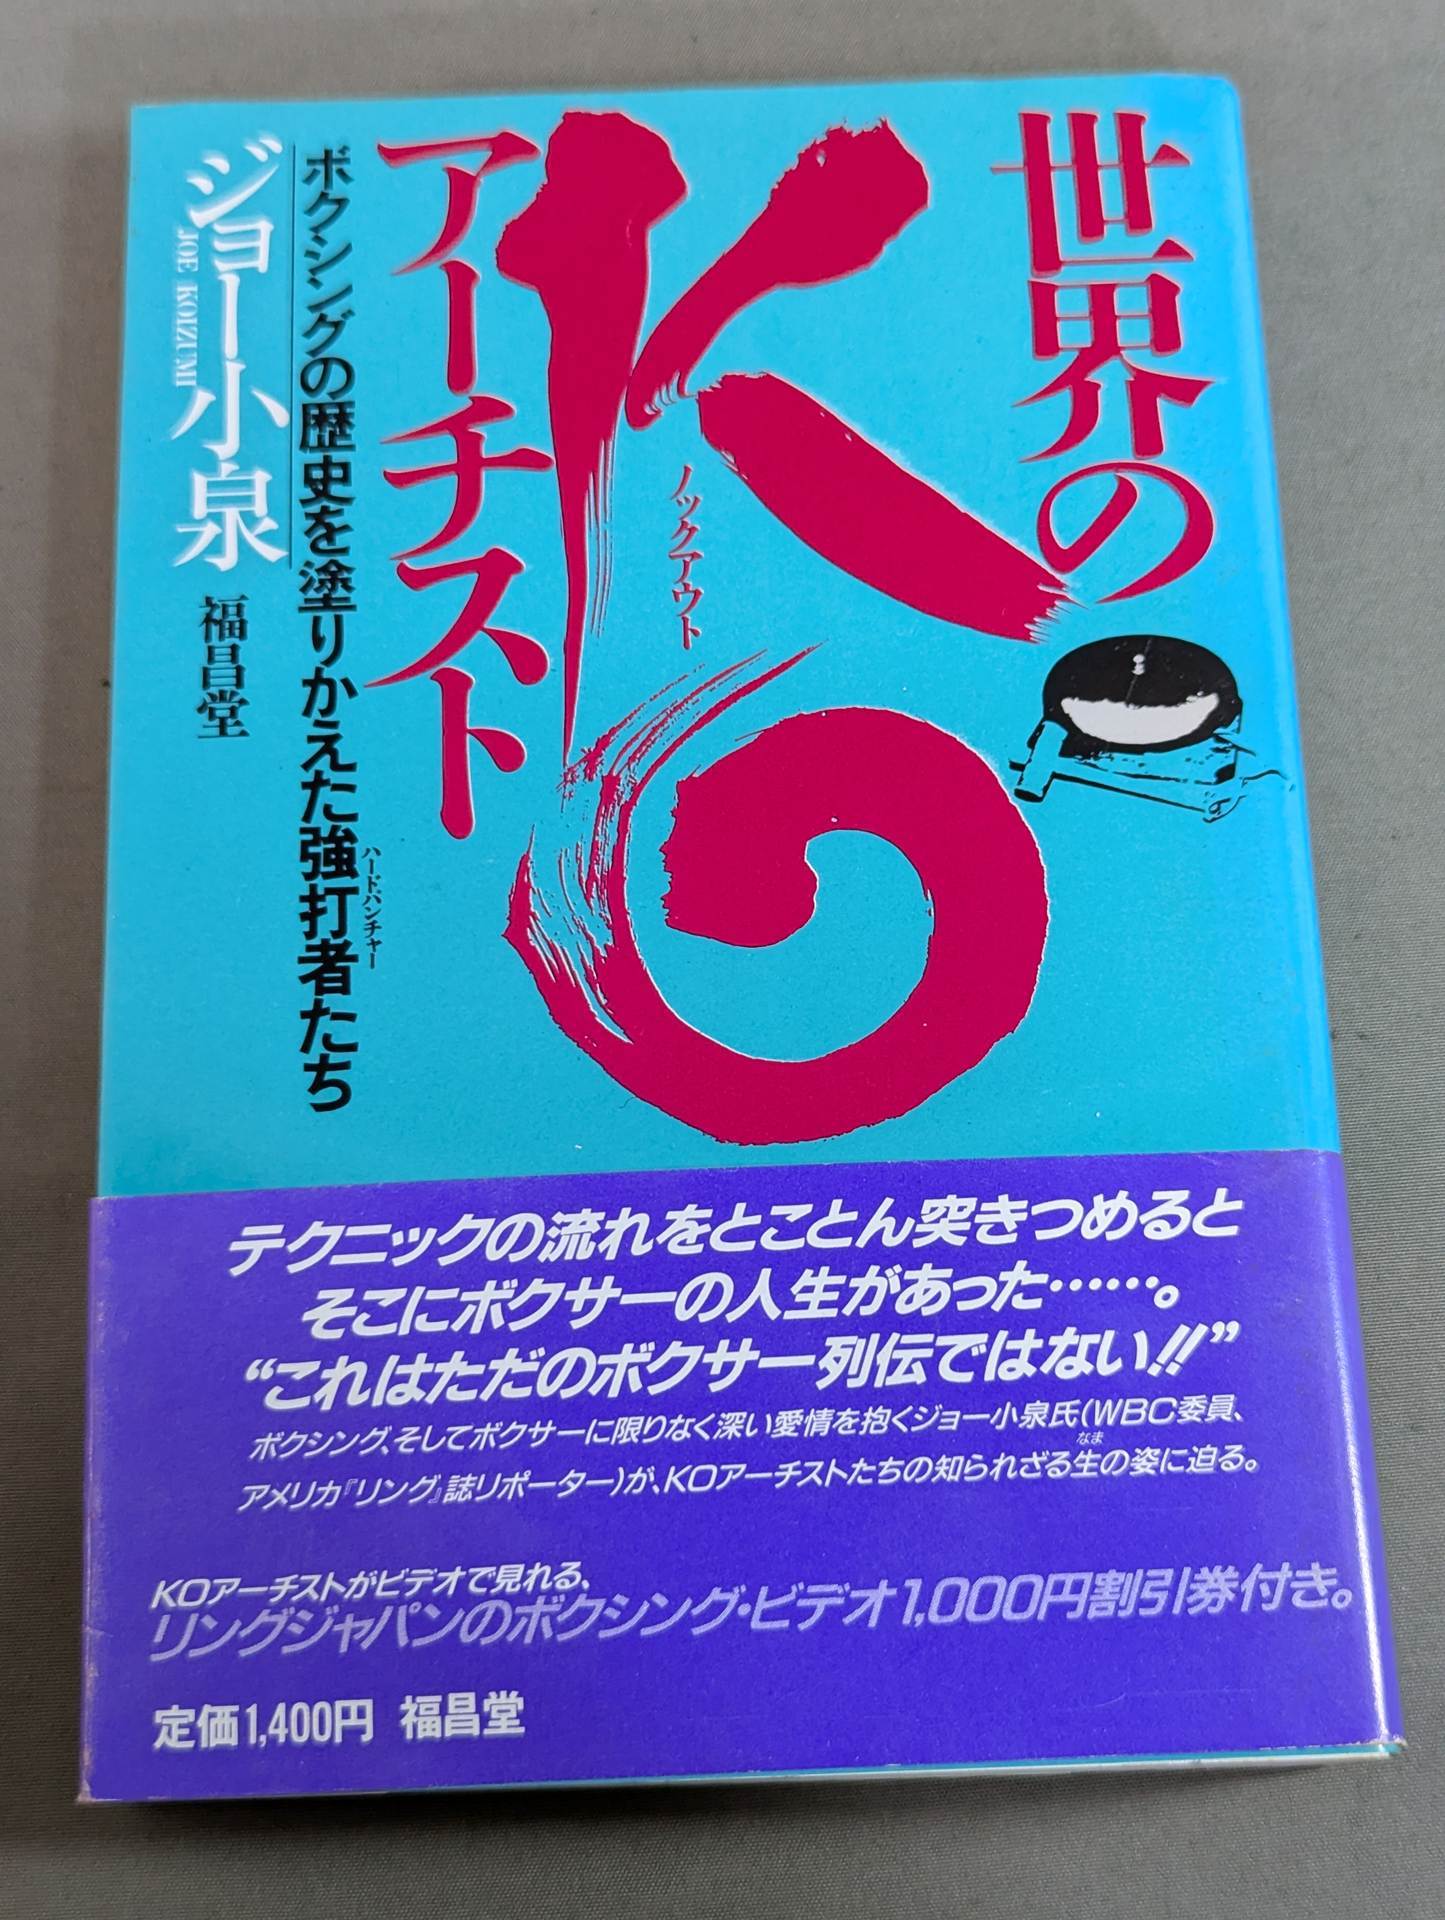 世界の
KO
ノックアウト
アーチスト
ボクシングの歴史を塗りかえた強打者たち
ハードパンチャー
ジョー小泉
JOE KOIZUMI
福昌堂
テクニックの流れをとことん突きつめると
そこにボクサーの人生があった……。
“これはただのボクサー列伝ではない!!”
ボクシング、そしてボクサーに限りなく深い愛情を抱くジョー小泉氏(WBC委員、
なま
アメリカ『リング』誌リポーター)が、KOアーチストたちの知られざる生の姿に迫る。
KOアーチストがビデオで見れる、
リングジャパンのボクシング・ビデオ1,000円割引券付き。
定価1,400円 福昌堂